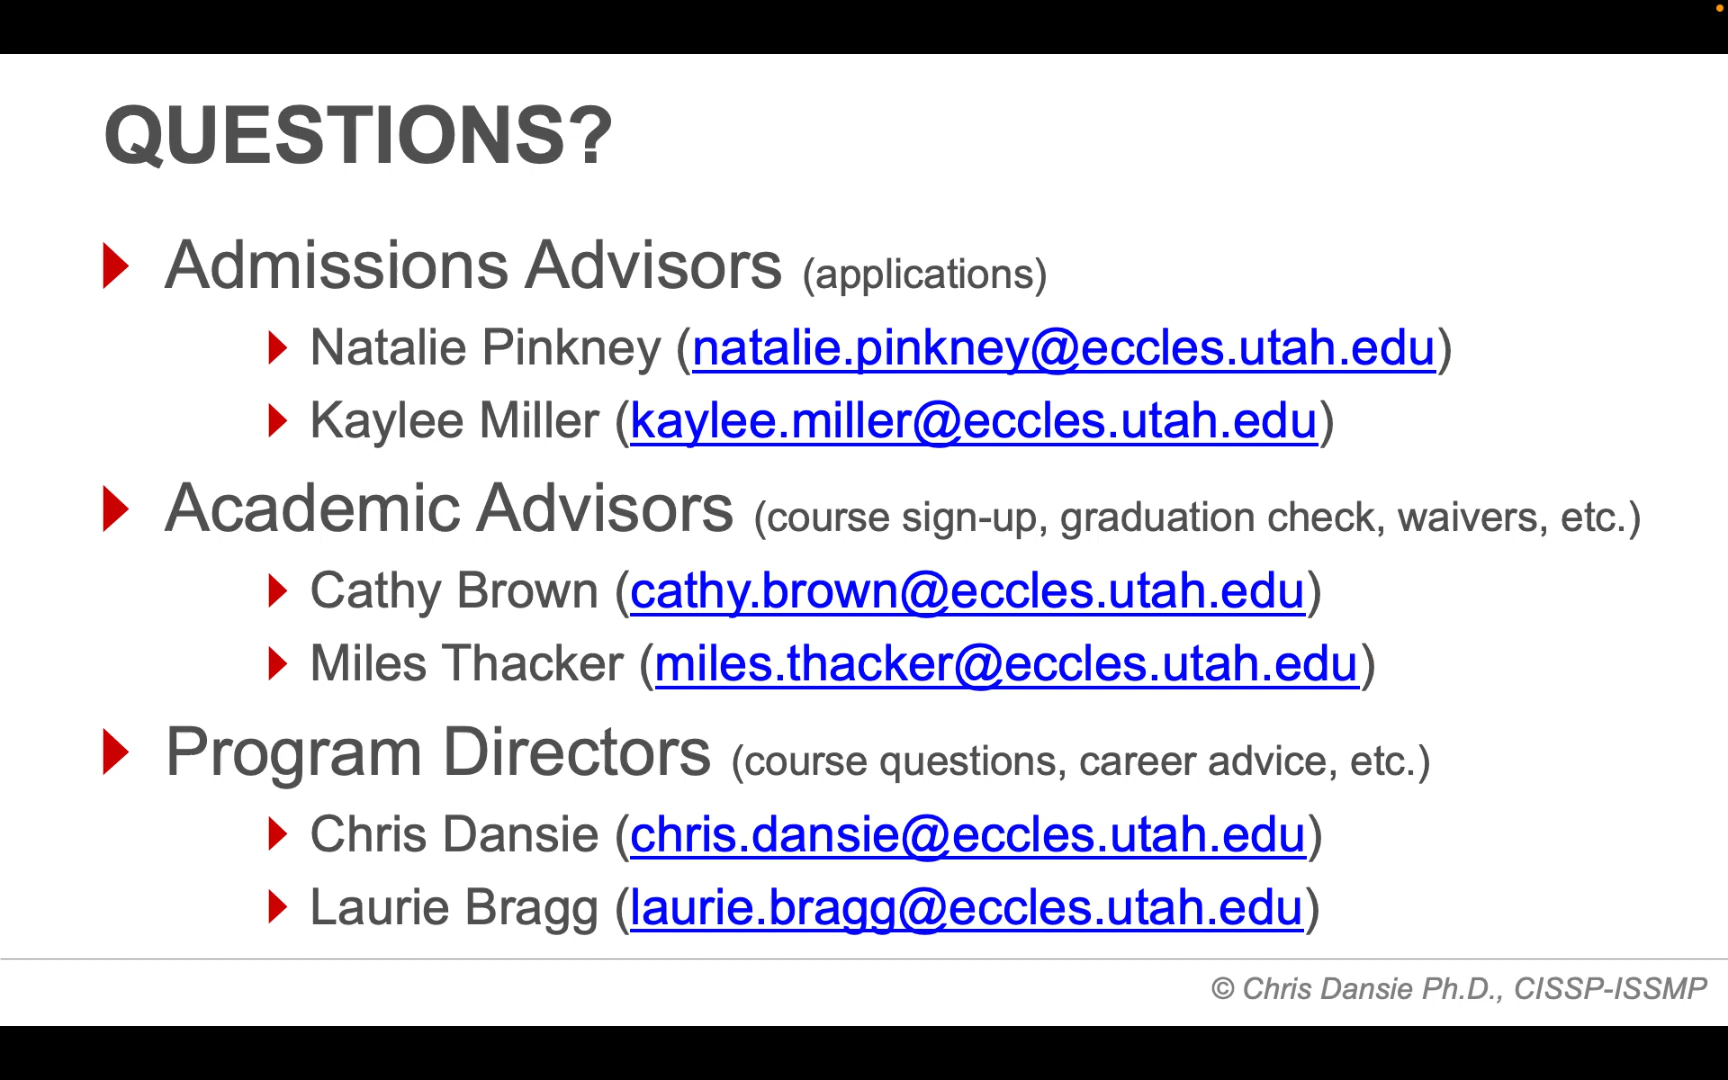 QUESTIONS?
Admissions Advisors (applications)
Natalie Pinkney (natalie.pinkney@eccles.utah.edu)
Kaylee Miller (kaylee.miller@eccles.utah.edu)
Academic Advisors (course sign-up, graduation check, waivers, etc.)
Cathy Brown (cathy.brown@eccles.utah.edu)
Miles Thacker (miles.thacker@eccles.utah.edu)
Program Directors (course questions, career advice, etc.)
Chris Dansie (chris.dansie@eccles.utah.edu)
Laurie Bragg (laurie.bragg@eccles.utah.edu)
© Chris Dansie Ph.D., CISSP-ISSMP